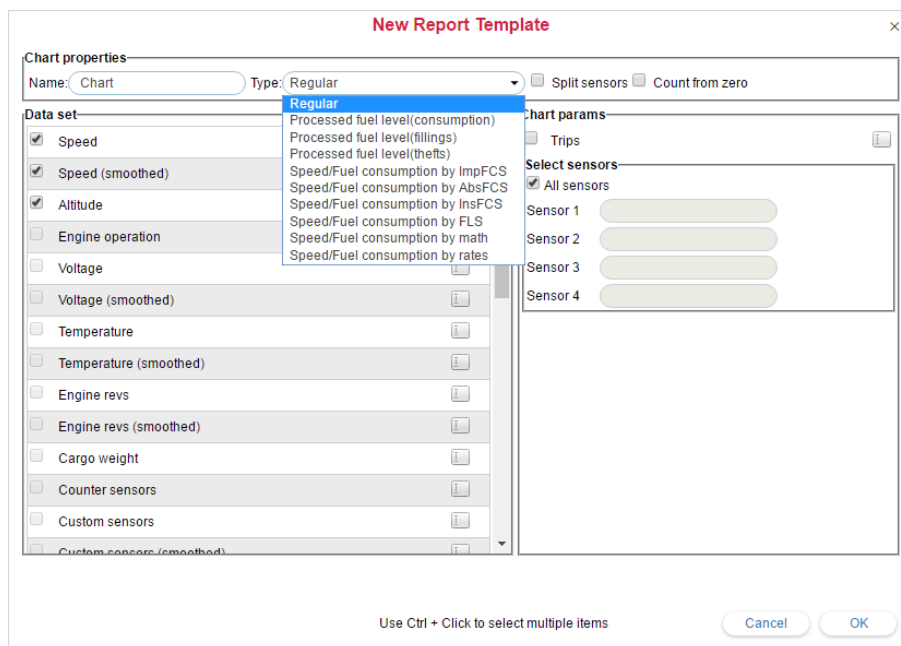 New Report Template
×
Chart properties
Name: Chart Type: Regular Split sensors Count from zero
Regular
Processed fuel level(consumption)
Processed fuel level(fillings)
Processed fuel level(thefts)
Speed/Fuel consumption by ImpFCS
Speed/Fuel consumption by AbsFCS
Speed/Fuel consumption by InsFCS
Speed/Fuel consumption by FLS
Speed/Fuel consumption by math
Speed/Fuel consumption by rates
Data set
Speed
Speed (smoothed)
Altitude
Engine operation
Voltage
Voltage (smoothed)
Temperature
Temperature (smoothed)
Engine revs
Engine revs (smoothed)
Cargo weight
Counter sensors
Custom sensors
Custom sensors (smoothed)
Chart params
Trips
Select sensors
All sensors
Sensor 1
Sensor 2
Sensor 3
Sensor 4
Use Ctrl + Click to select multiple items
Cancel OK